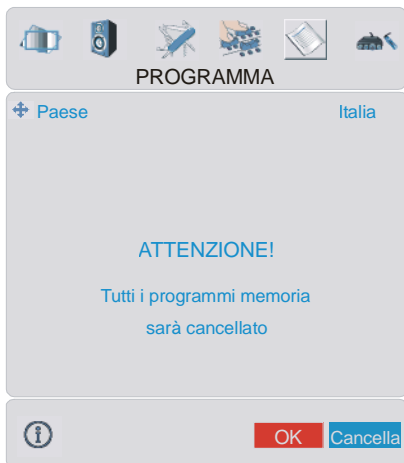 PROGRAMMA
Paese Italia
ATTENZIONE!
Tutti i programmi memoria
sarà cancellato
OK Cancella